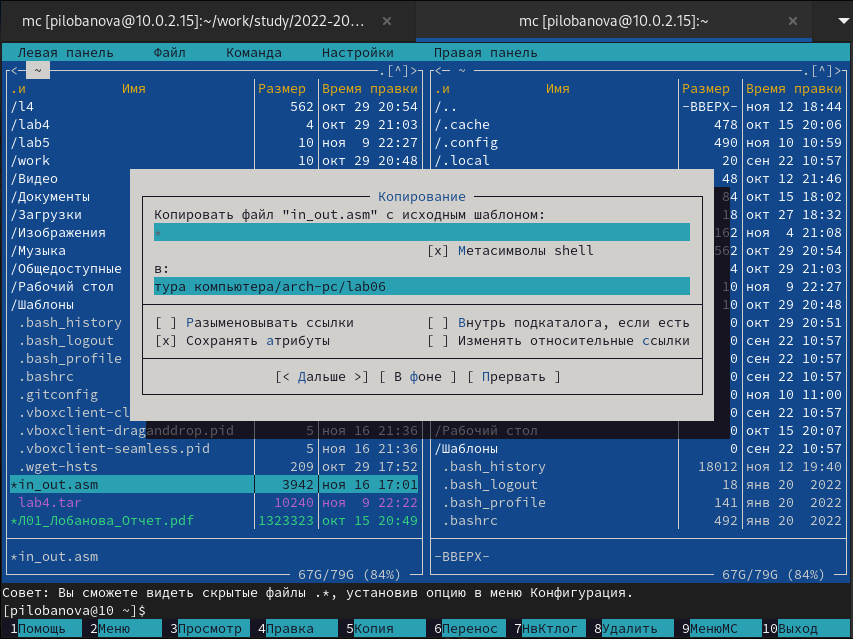 mc [pilobanova@10.0.2.15]:~/work/study/2022-20… × mc [pilobanova@10.0.2.15]:~ ×
Левая панель Файл Команда Настройки Правая панель
<— ~ .[^]> <— ~ .[^]>
.и Имя Размер Время правки .и Имя Размер Время правки
/l4 562 окт 29 20:54 /.. -ВВЕРХ- ноя 12 18:44
/lab4 4 окт 29 21:03 /.cache 478 окт 15 20:06
/lab5 10 ноя 9 22:27 /.config 490 ноя 10 10:59
/work 10 окт 29 20:48 /.local 20 сен 22 10:57
/Видео 48 окт 12 21:46
/Документы 84 окт 15 18:02
/Загрузки 18 окт 27 18:32
/Изображения 162 ноя 4 21:08
/Музыка 562 окт 29 20:54
/Общедоступные 4 окт 29 21:03
/Рабочий стол 10 ноя 9 22:27
/Шаблоны 10 окт 29 20:48
.bash_history 0 окт 29 20:51
.bash_logout 0 сен 22 10:57
.bash_profile 0 окт 29 20:54
.bashrc 0 сен 22 10:57
.gitconfig 0 ноя 10 11:00
.vboxclient-cl 0 сен 22 10:57
Копирование
Копировать файл "in_out.asm" с исходным шаблоном:
*
[x] Метасимволы shell
в:
тура компьютера/arch-pc/lab06
[ ] Разыменовывать ссылки [ ] Внутрь подкаталога, если есть
[x] Сохранять атрибуты [ ] Изменять относительные ссылки
[< Дальше >] [ В фоне ] [ Прервать ]
.vboxclient-draganddrop.pid 5 ноя 16 21:36 /Рабочий стол 0 окт 15 20:07
.vboxclient-seamless.pid 5 ноя 16 21:36 /Шаблоны 0 сен 22 10:57
.wget-hsts 209 окт 29 17:52 .bash_history 18012 ноя 12 19:40
*in_out.asm 3942 ноя 16 17:01 .bash_logout 18 янв 20 2022
lab4.tar 10240 ноя 9 22:22 .bash_profile 141 янв 20 2022
*Л01_Лобанова_Отчет.pdf 1323323 окт 15 20:49 .bashrc 492 янв 20 2022
*in_out.asm -ВВЕРХ-
67G/79G (84%) 67G/79G (84%)
Совет: Вы сможете видеть скрытые файлы .*, установив опцию в меню Конфигурация.
[pilobanova@10 ~]$
1Помощь 2Меню 3Просмотр 4Правка 5Копия 6Перенос 7НвКтлог 8Удалить 9МенюMC 10Выход